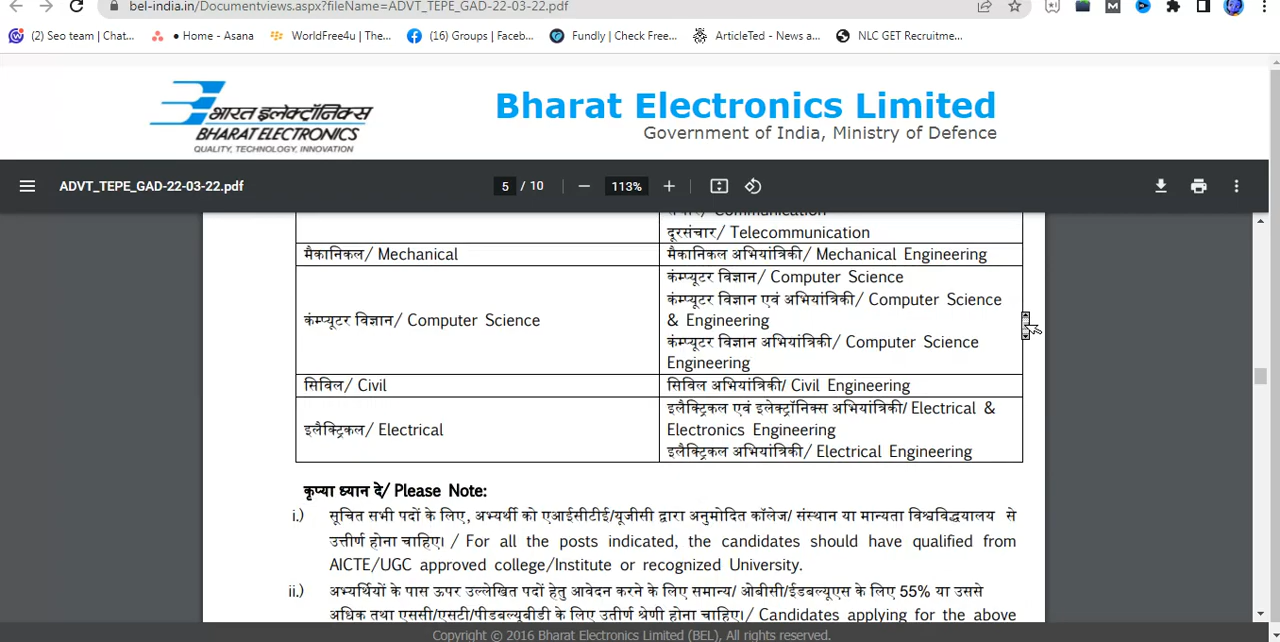 bel-india.in/Documentviews.aspx?fileName=ADVT_TEPE_GAD-22-03-22.pdf
(2) Seo team | Chat...
• Home - Asana
WorldFree4u | The...
(16) Groups | Faceb...
Fundly | Check Free...
ArticleTed - News a...
NLC GET Recruitme...
भारत इलेक्ट्रॉनिक्स
BHARAT ELECTRONICS
QUALITY, TECHNOLOGY, INNOVATION
Bharat Electronics Limited
Government of India, Ministry of Defence
ADVT_TEPE_GAD-22-03-22.pdf
5 / 10
113%
संचार/ Communication
दूरसंचार/ Telecommunication
मैकानिकल/ Mechanical
मैकानिकल अभियांत्रिकी/ Mechanical Engineering
कंम्प्यूटर विज्ञान/ Computer Science
कंम्प्यूटर विज्ञान/ Computer Science
कंम्प्यूटर विज्ञान एवं अभियांत्रिकी/ Computer Science
& Engineering
कंम्प्यूटर विज्ञान अभियांत्रिकी/ Computer Science
Engineering
सिविल/ Civil
सिविल अभियांत्रिकी/ Civil Engineering
इलैक्ट्रिकल/ Electrical
इलैक्ट्रिकल एवं इलेक्ट्रॉनिक्स अभियांत्रिकी/ Electrical &
Electronics Engineering
इलैक्ट्रिकल अभियांत्रिकी/ Electrical Engineering
कृप्या ध्यान दे/ Please Note:
i.) सूचित सभी पदों के लिए, अभ्यर्थी को एआईसीटीई/यूजीसी द्वारा अनुमोदित कॉलेज/ संस्थान या मान्यता विश्वविद्धयालय से
उत्तीर्ण होना चाहिए। / For all the posts indicated, the candidates should have qualified from
AICTE/UGC approved college/Institute or recognized University.
ii.) अभ्यर्थियों के पास ऊपर उल्लेखित पदों हेतु आवेदन करने के लिए समान्य/ ओबीसी/ईडबल्यूएस के लिए 55% या उससे
अधिक तथा एससी/एसटी/पीडबल्यूबीडी के लिए उत्तीर्ण श्रेणी होना चाहिए।/ Candidates applying for the above
Copyright © 2016 Bharat Electronics Limited (BEL), All rights reserved.